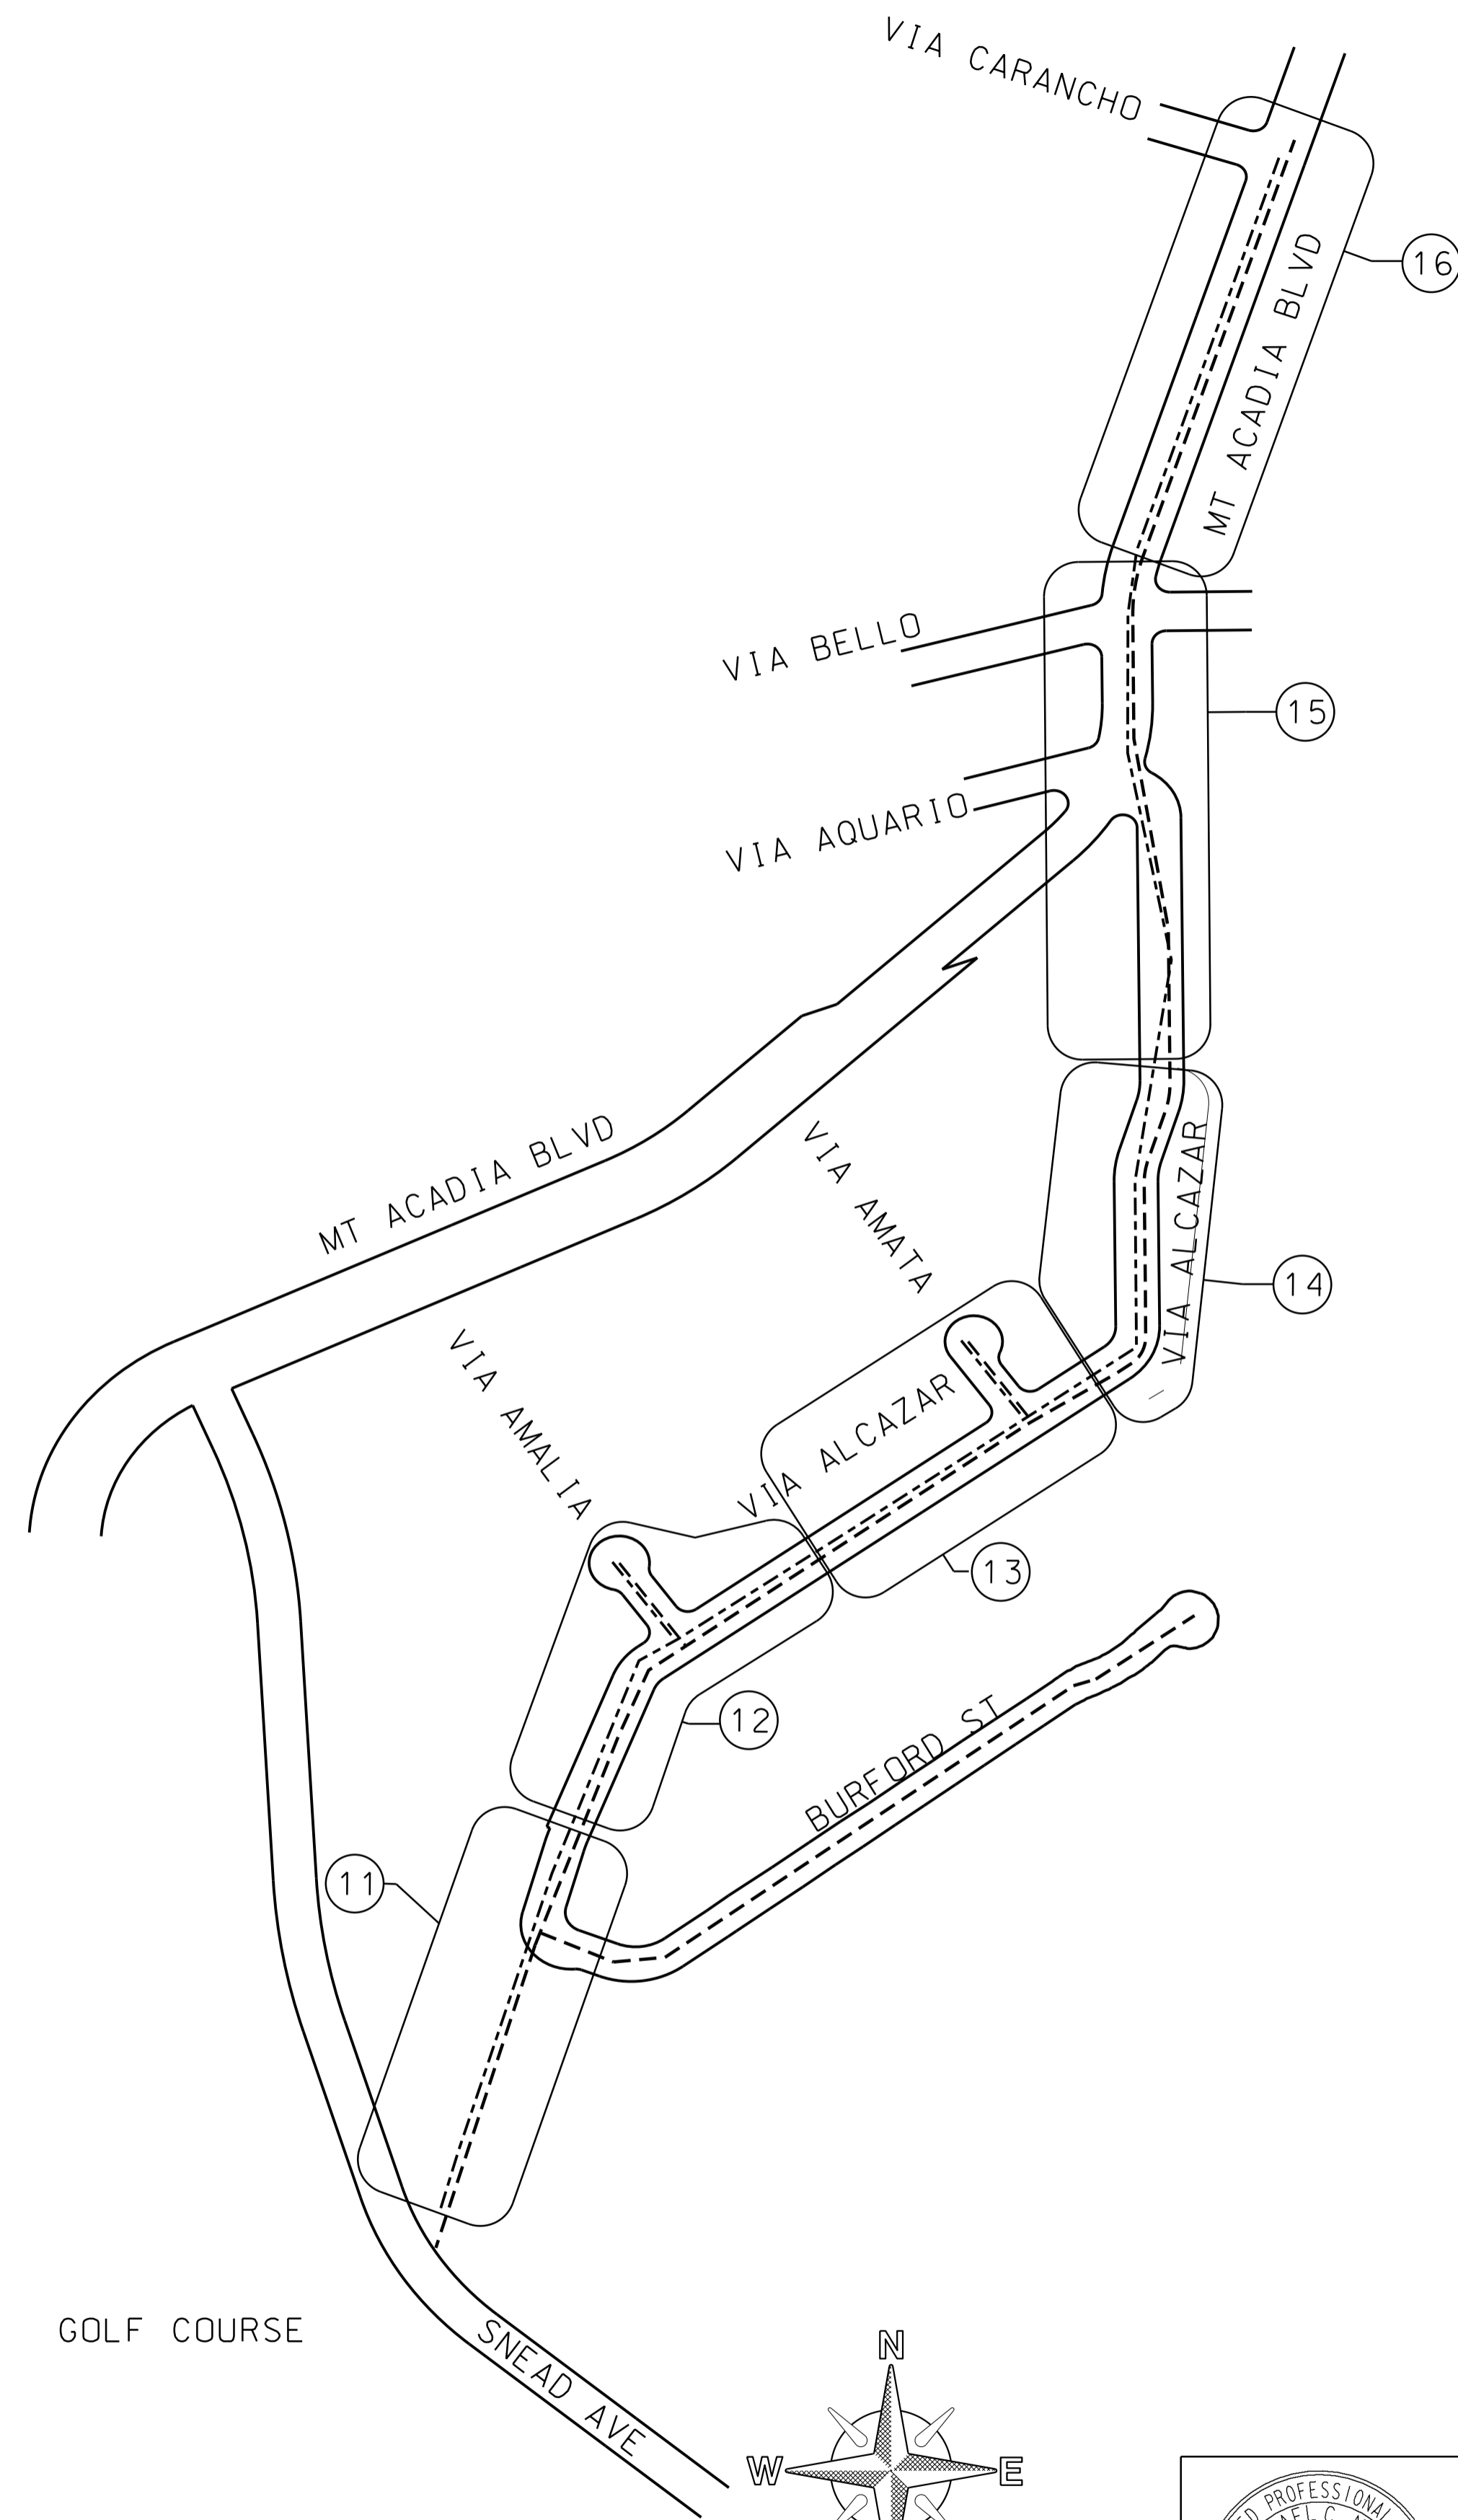 VIA CARANCHO
16
MT ACADIA BLVD
VIA BELLO
15
VIA AQUARIO
MT ACADIA BLVD
VIA AMATA
VIA ALCAZAR
14
VIA AMALIA
VIA ALCAZAR
13
12
BURFORD ST
11
GOLF COURSE
SNEAD AVE
N
W
E
PROFESSIONAL